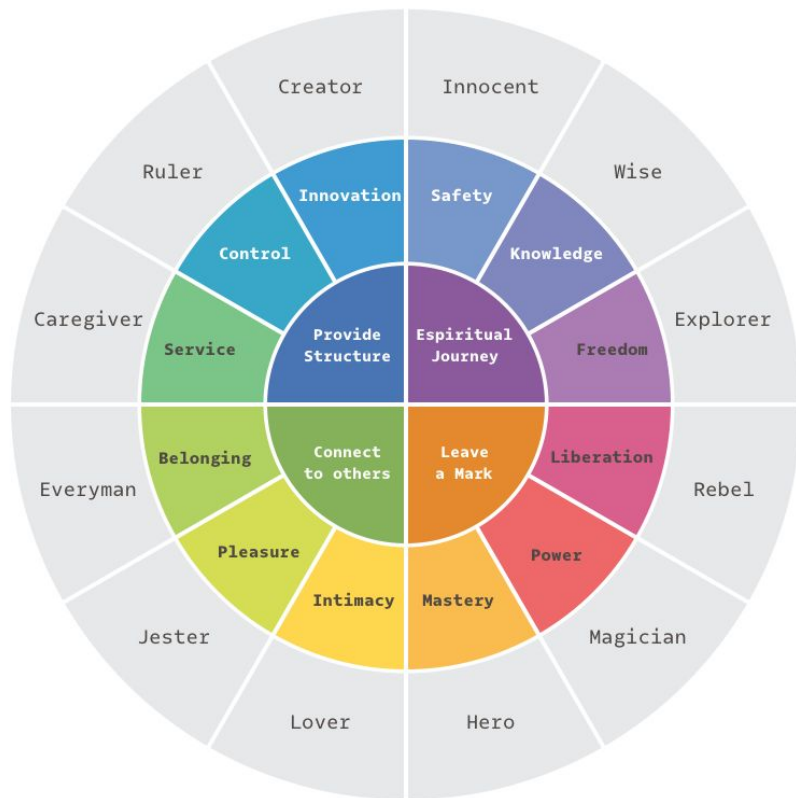 Creator
Innocent
Ruler
Wise
Innovation
Safety
Control
Knowledge
Caregiver
Explorer
Service
Provide
Structure
Espiritual
Journey
Freedom
Belonging
Connect
to others
Leave
a Mark
Liberation
Everyman
Rebel
Pleasure
Power
Intimacy
Mastery
Jester
Magician
Lover
Hero